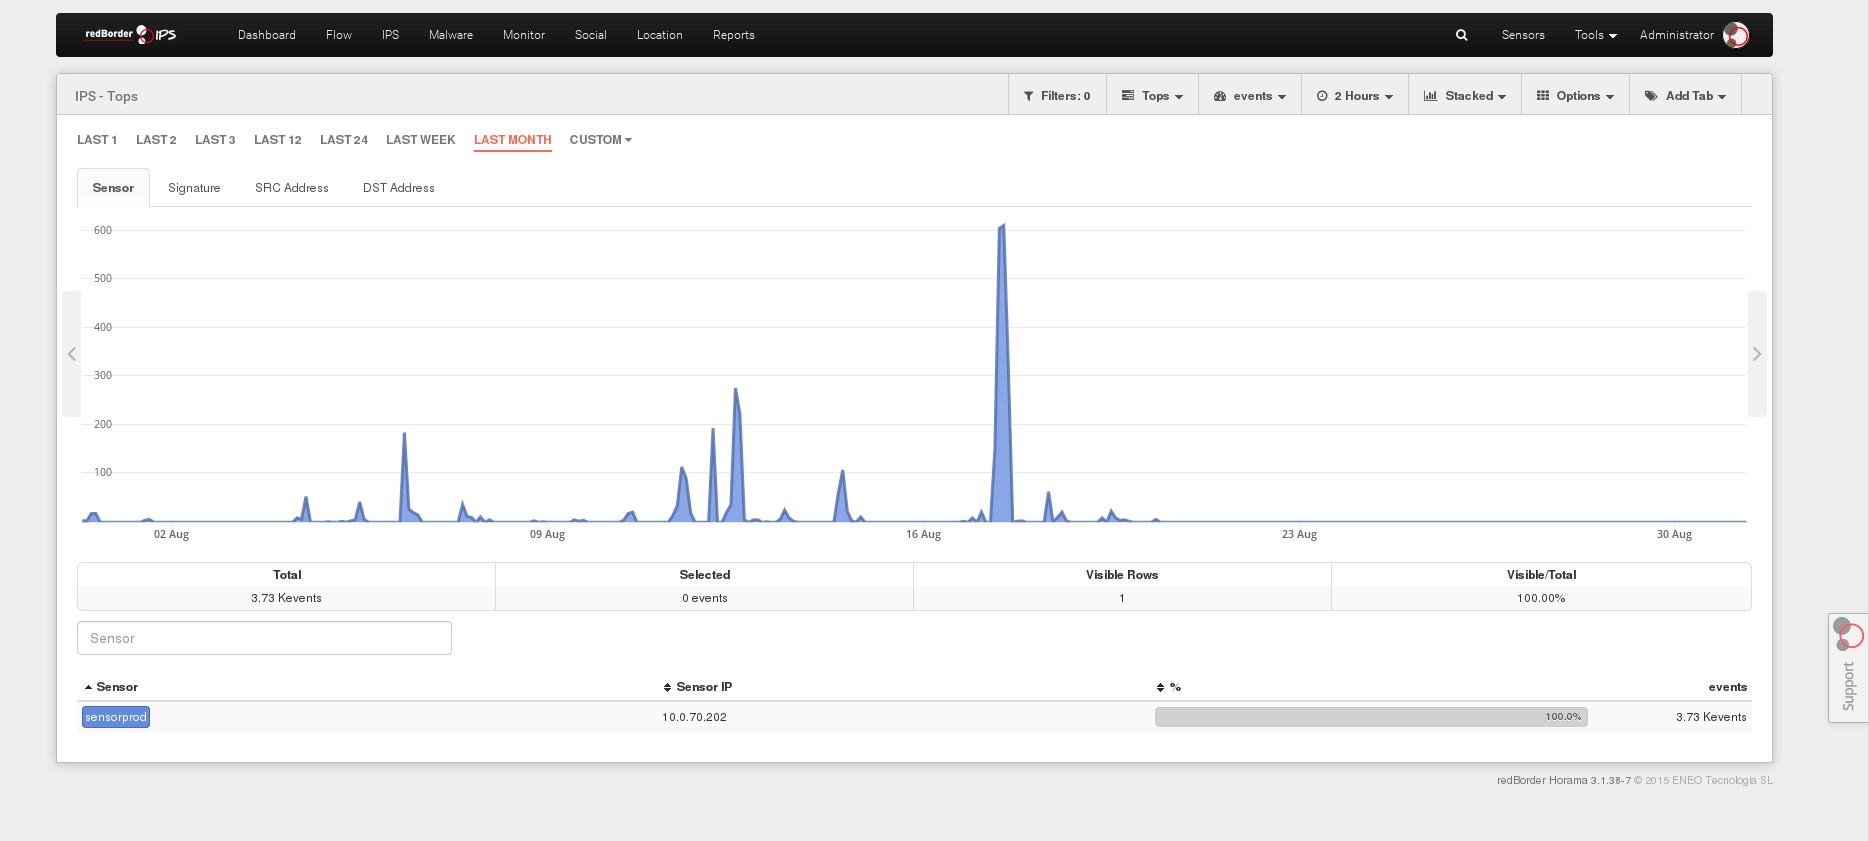 redBorder IPS Dashboard Flow IPS Malware Monitor Social Location Reports Sensors Tools Administrator
IPS - Tops Filters: 0 Tops events 2 Hours Stacked Options Add Tab
LAST 1 LAST 2 LAST 3 LAST 12 LAST 24 LAST WEEK LAST MONTH CUSTOM
Sensor Signature SRC Address DST Address
600
500
400
300
200
100
02 Aug 09 Aug 16 Aug 23 Aug 30 Aug
Total Selected Visible Rows Visible/Total
3.73 Kevents 0 events 1 100.00%
Sensor
Sensor Sensor IP % events
sensorprod 10.0.70.202 100.0% 3.73 Kevents
redBorder Horama 3.1.38-7 © 2015 ENEO Tecnologia SL
Support